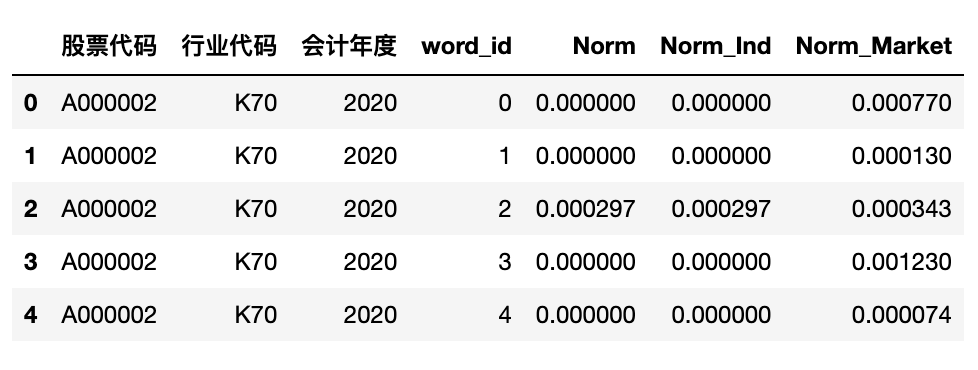 股票代码 行业代码 会计年度 word_id Norm Norm_Ind Norm_Market
0 A000002 K70 2020 0 0.000000 0.000000 0.000770
1 A000002 K70 2020 1 0.000000 0.000000 0.000130
2 A000002 K70 2020 2 0.000297 0.000297 0.000343
3 A000002 K70 2020 3 0.000000 0.000000 0.001230
4 A000002 K70 2020 4 0.000000 0.000000 0.000074